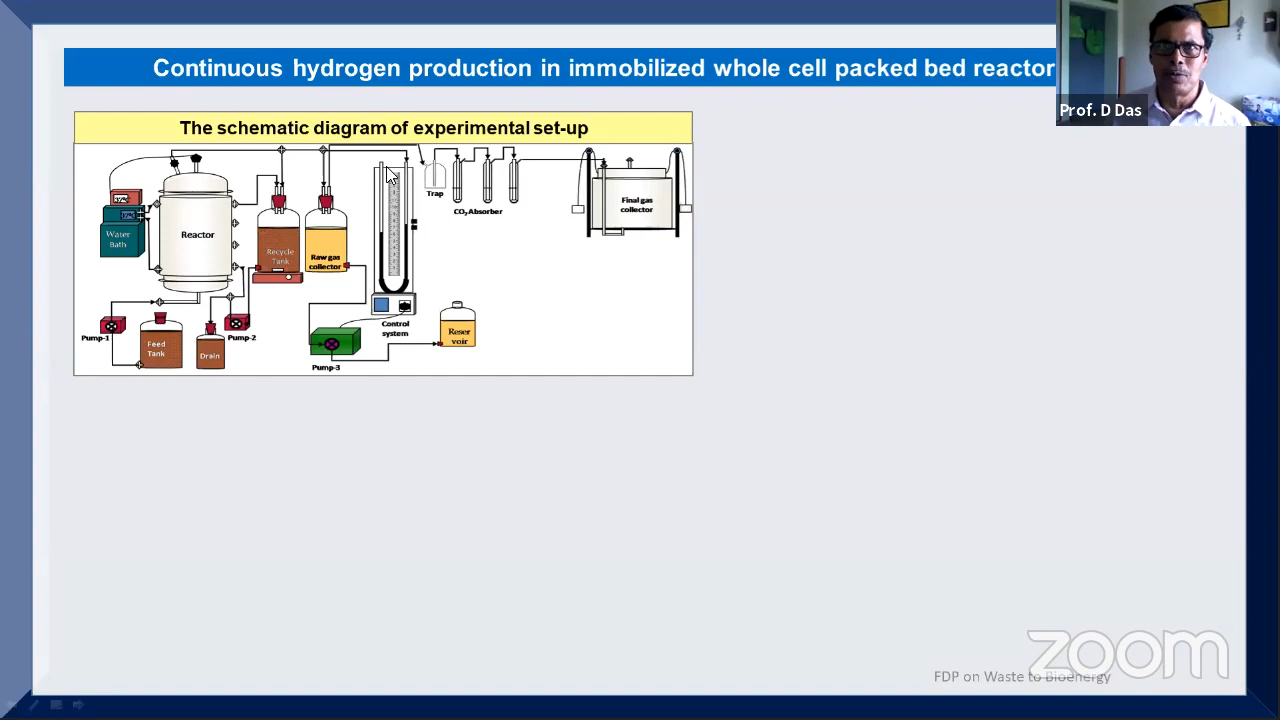 Continuous hydrogen production in immobilized whole cell packed bed reactor
Prof. D Das
The schematic diagram of experimental set-up
Water
Bath
Reactor
Recycle
Tank
Raw gas
collector
Trap
CO2 Absorber
Final gas
collector
Control
system
Reser
voir
Pump-1
Feed
Tank
Drain
Pump-2
Pump-3
zoom
FDP on Waste to Bioenergy